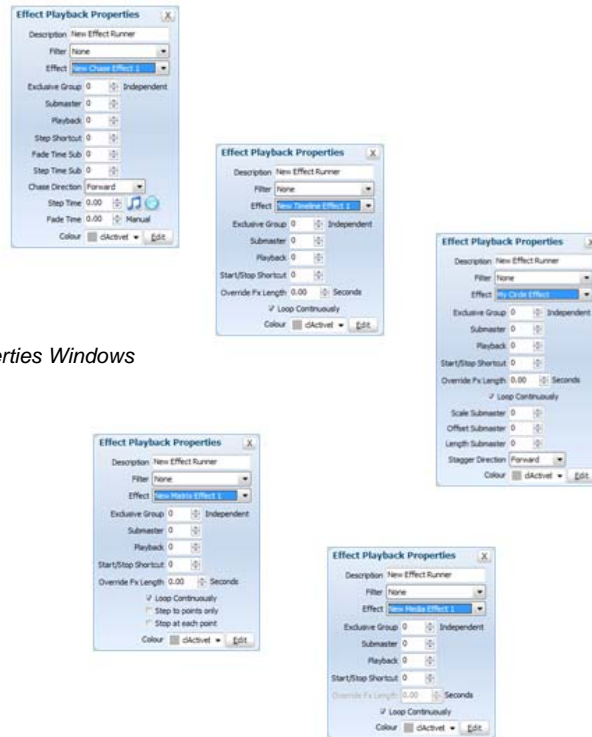 Effect Playback Properties X
Description New Effect Runner
Filter None
Effect New Chase Effect 1
Exclusive Group 0 Independent
Submaster 0
Playback 0
Step Shortcut 0
Fade Time Sub 0
Step Time Sub 0
Chase Direction Forward
Step Time 0.00
Fade Time 0.00 Manual
Colour clActivel Edit
Effect Playback Properties X
Description New Effect Runner
Filter None
Effect New Timeline Effect 1
Exclusive Group 0 Independent
Submaster 0
Playback 0
Start/Stop Shortcut 0
Override Fx Length 0.00 Seconds
Loop Continuously
Colour clActivel Edit
Effect Playback Properties
Description New Effect Runner
Filter None
Effect My Circle Effect
Exclusive Group 0 Independent
Submaster 0
Playback 0
Start/Stop Shortcut 0
Override Fx Length 0.00 Seconds
Loop Continuously
Scale Submaster 0
Offset Submaster 0
Length Submaster 0
Stagger Direction Forward
Colour clActivel Edit
erties Windows
Effect Playback Properties X
Description New Effect Runner
Filter None
Effect New Matrix Effect 1
Exclusive Group 0 Independent
Submaster 0
Playback 0
Start/Stop Shortcut 0
Override Fx Length 0.00 Seconds
Loop Continuously
Step to points only
Stop at each point
Colour clActivel Edit
Effect Playback Properties X
Description New Effect Runner
Filter None
Effect New Media Effect 1
Exclusive Group 0 Independent
Submaster 0
Playback 0
Start/Stop Shortcut 0
Override Fx Length 0.00 Seconds
Loop Continuously
Colour clActivel Edit